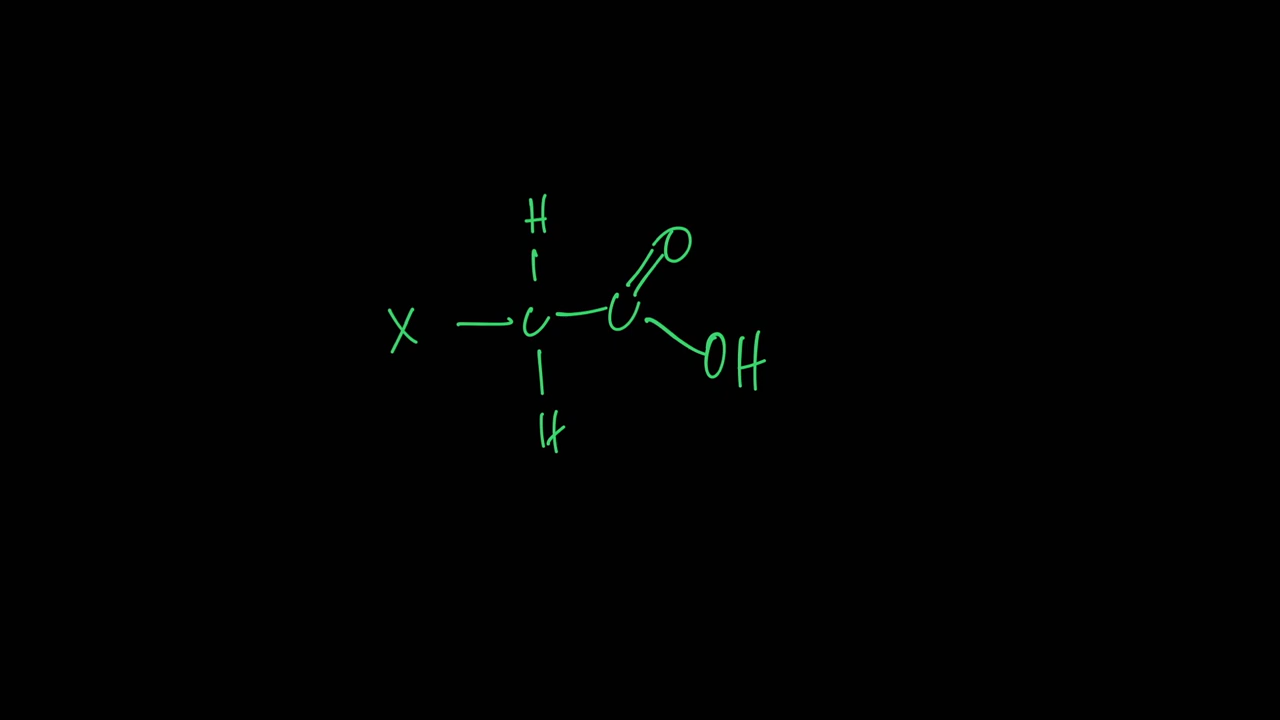 H
O
X — C — C
OH
H